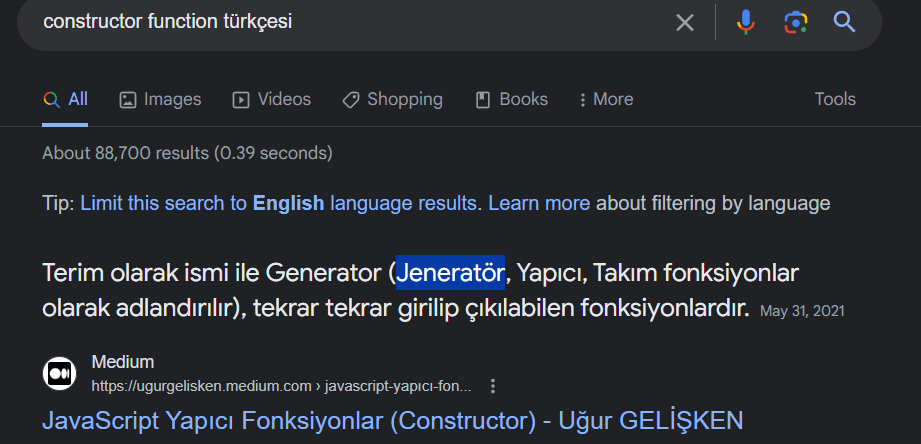 constructor function türkçesi
All Images Videos Shopping Books More Tools
About 88,700 results (0.39 seconds)
Tip: Limit this search to English language results. Learn more about filtering by language
Terim olarak ismi ile Generator (Jeneratör, Yapıcı, Takım fonksiyonlar
olarak adlandırılır), tekrar tekrar girilip çıkılabilen fonksiyonlardır. May 31, 2021
Medium
https://ugurgelisken.medium.com › javascript-yapıcı-fon...
JavaScript Yapıcı Fonksiyonlar (Constructor) - Uğur GELİŞKEN